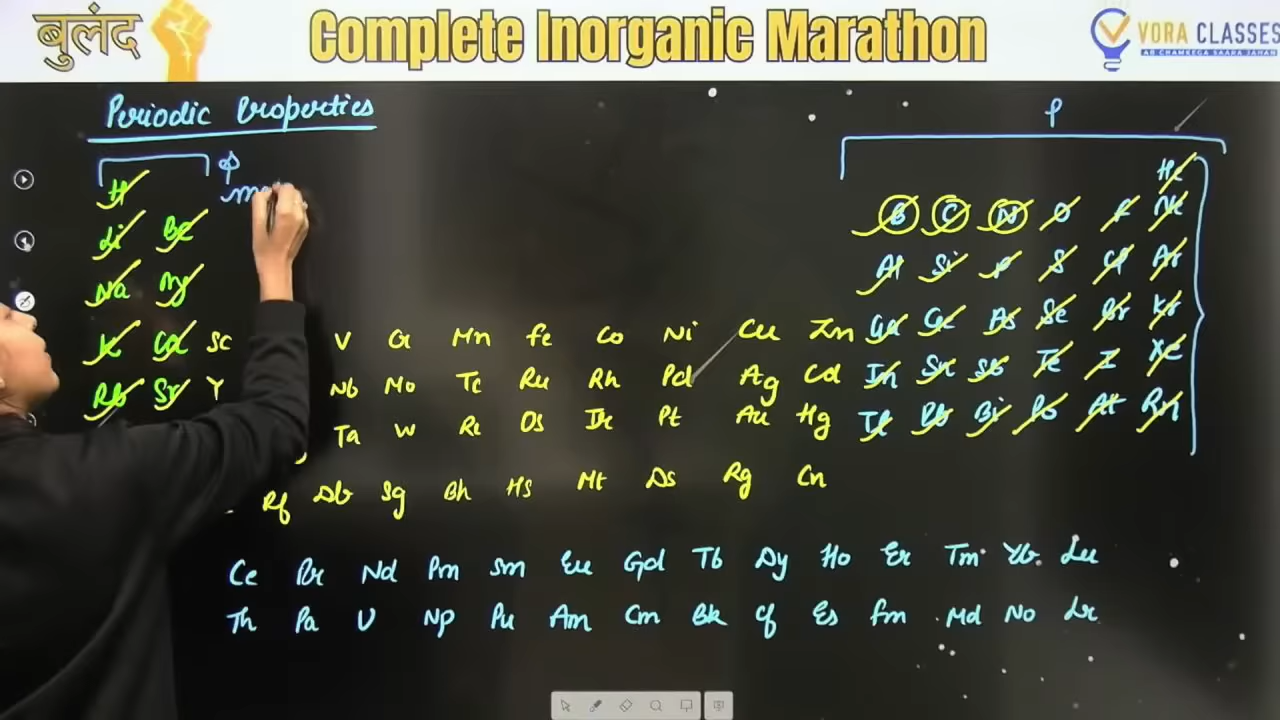 बुलंद
Complete Inorganic Marathon
VORA CLASSES
AB CHAMKEGA SAARA JAHAN
Periodic Properties
P
H He
Li Be B C N O F Ne
Na Mg Al Si P S Cl Ar
K Ca Sc V Cr Mn Fe Co Ni Cu Zn Ga Ge As Se Br Kr
Rb Sr Y Nb Mo Tc Ru Rh Pd Ag Cd In Sn Sb Te I Xe
Ta W Re Os Ir Pt Au Hg Tl Pb Bi Po At Rn
Rf Db Sg Bh HS Mt Ds Rg Cn
Ce Pr Nd Pm Sm Eu Gd Tb Dy Ho Er Tm Yb Lu
Th Pa U Np Pu Am Cm Bk Cf Es Fm Md No Lr